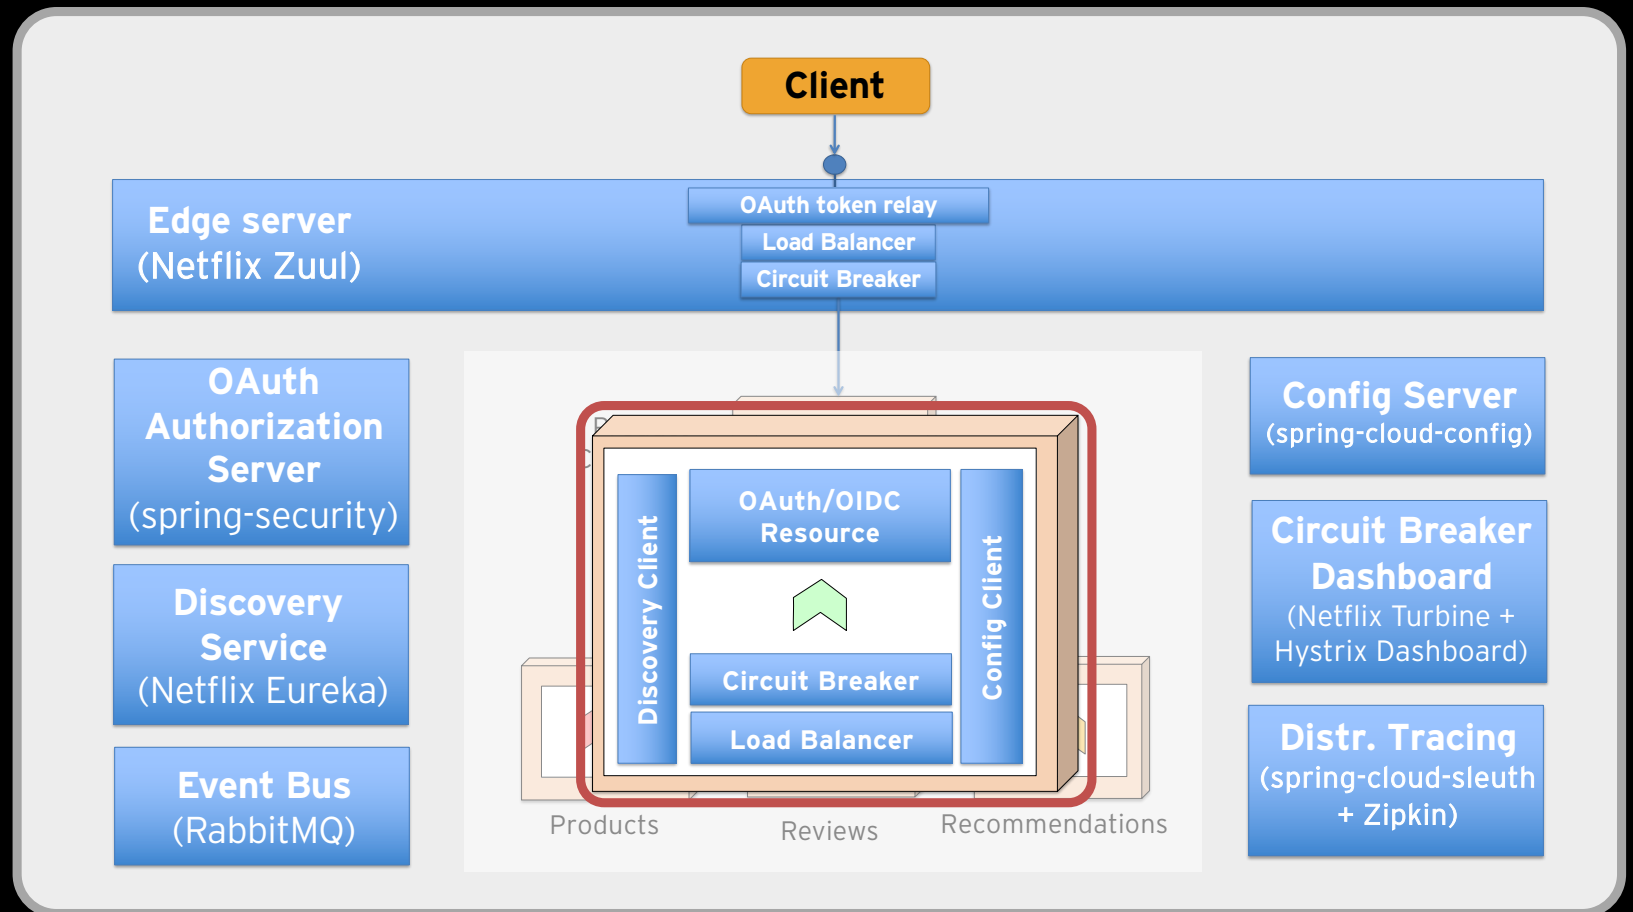 Client
Edge server
(Netflix Zuul)
OAuth token relay
Load Balancer
Circuit Breaker
OAuth
Authorization
Server
(spring-security)
Discovery
Service
(Netflix Eureka)
Event Bus
(RabbitMQ)
Discovery Client
OAuth/OIDC
Resource
Circuit Breaker
Load Balancer
Config Client
Products
Reviews
Recommendations
Config Server
(spring-cloud-config)
Circuit Breaker
Dashboard
(Netflix Turbine +
Hystrix Dashboard)
Distr. Tracing
(spring-cloud-sleuth
+ Zipkin)